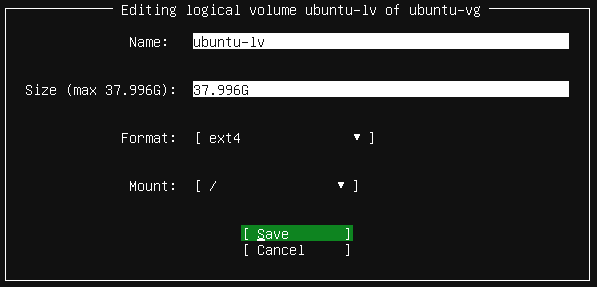 Editing logical volume ubuntu-lv of ubuntu-vg
Name: ubuntu-lv
Size (max 37.996G): 37.996G
Format: [ ext4 ▼ ]
Mount: [ / ▼ ]
[ Save ]
[ Cancel ]